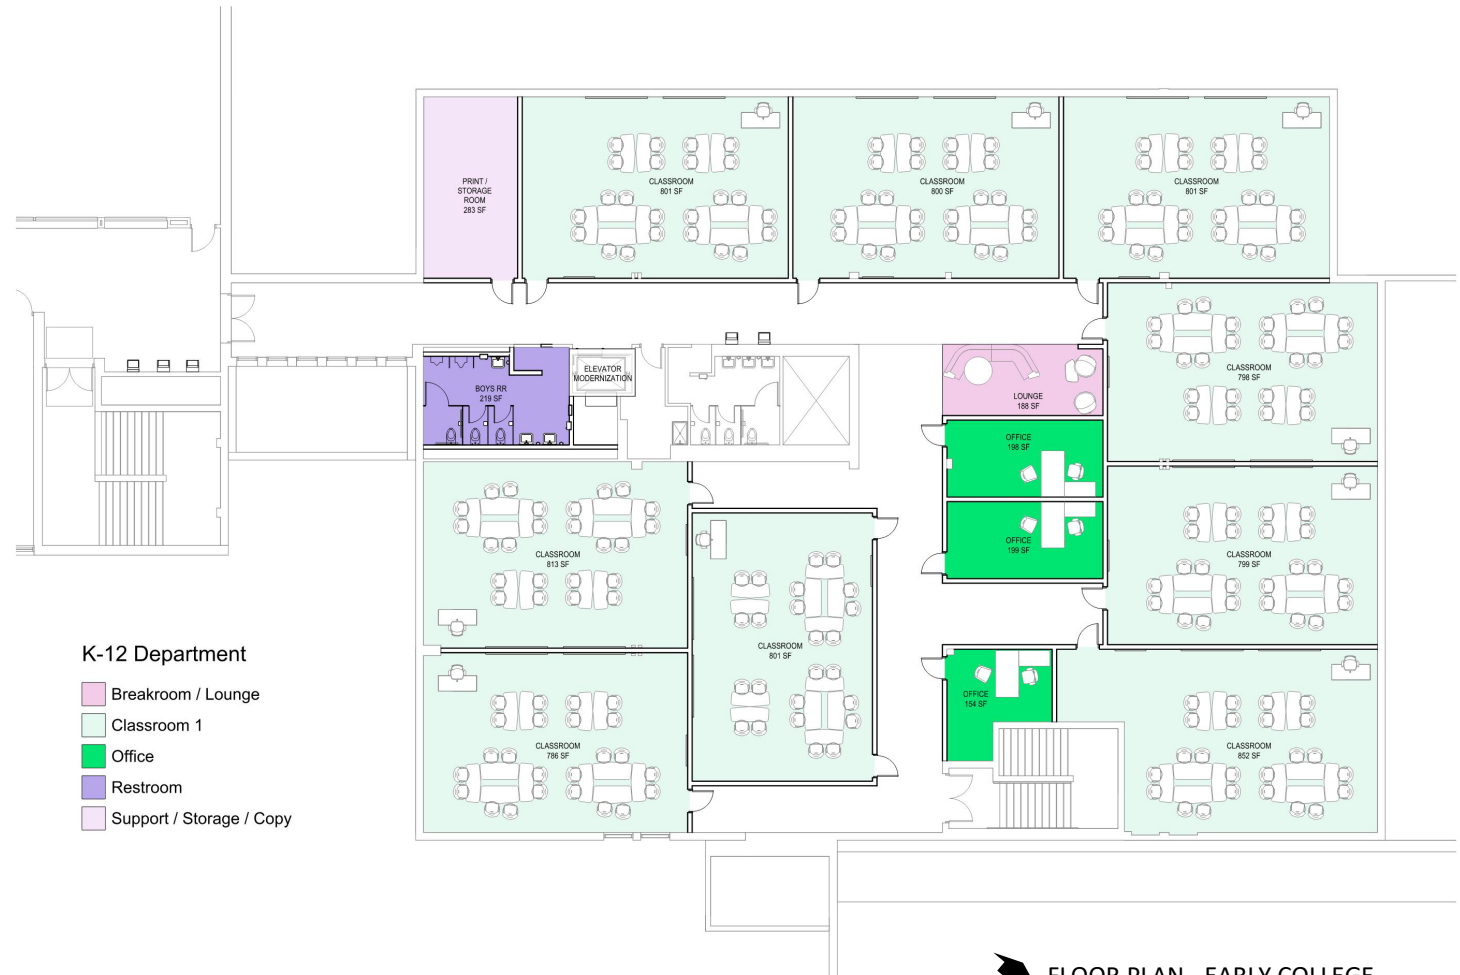 PRINT /
STORAGE
ROOM
283 SF
CLASSROOM
801 SF
CLASSROOM
800 SF
CLASSROOM
801 SF
ELEVATOR
MODERNIZATION
BOYS RR
219 SF
LOUNGE
188 SF
CLASSROOM
798 SF
OFFICE
198 SF
OFFICE
199 SF
CLASSROOM
799 SF
CLASSROOM
813 SF
CLASSROOM
801 SF
OFFICE
154 SF
CLASSROOM
786 SF
CLASSROOM
852 SF
K-12 Department
Breakroom / Lounge
Classroom 1
Office
Restroom
Support / Storage / Copy
FLOOR PLAN - EARLY COLLEGE